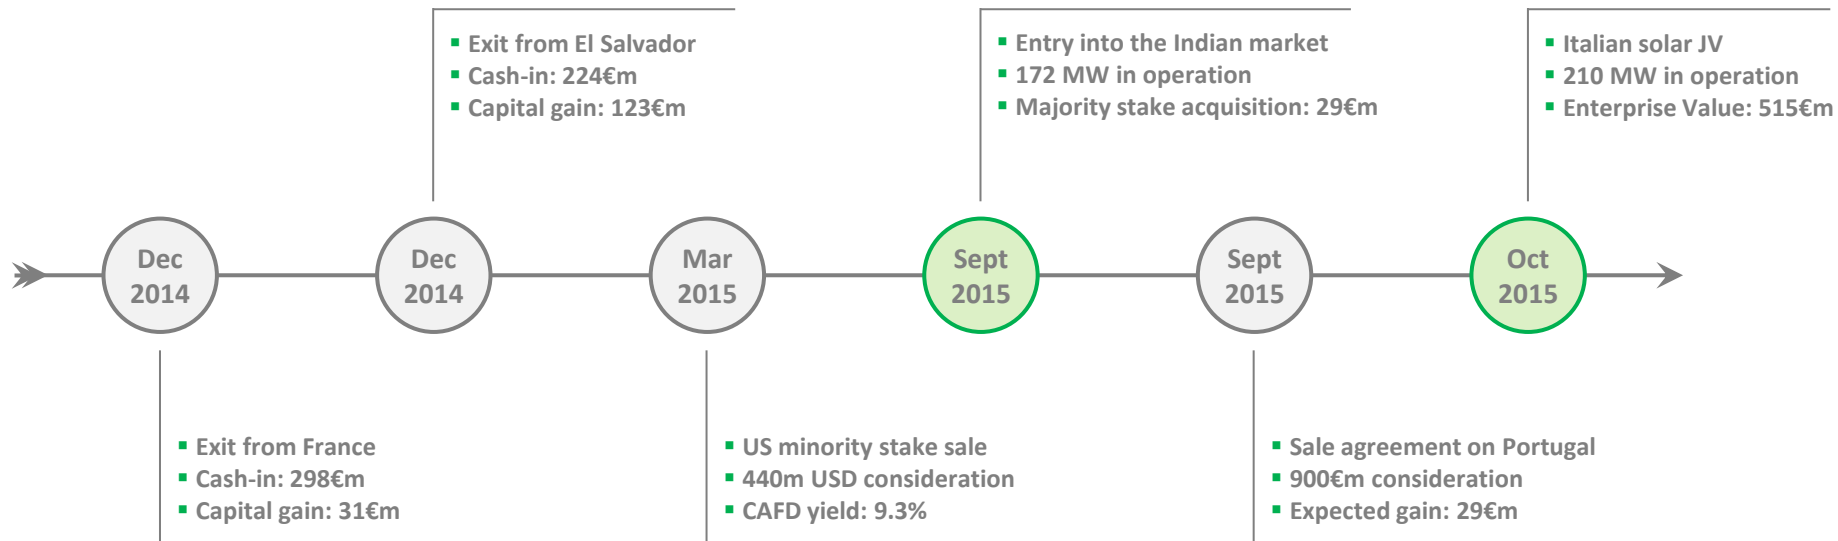 Exit from El Salvador
Cash-in: 224€m
Capital gain: 123€m
Entry into the Indian market
172 MW in operation
Majority stake acquisition: 29€m
Italian solar JV
210 MW in operation
Enterprise Value: 515€m
Dec
2014
Dec
2014
Mar
2015
Sept
2015
Sept
2015
Oct
2015
Exit from France
Cash-in: 298€m
Capital gain: 31€m
US minority stake sale
440m USD consideration
CAFD yield: 9.3%
Sale agreement on Portugal
900€m consideration
Expected gain: 29€m